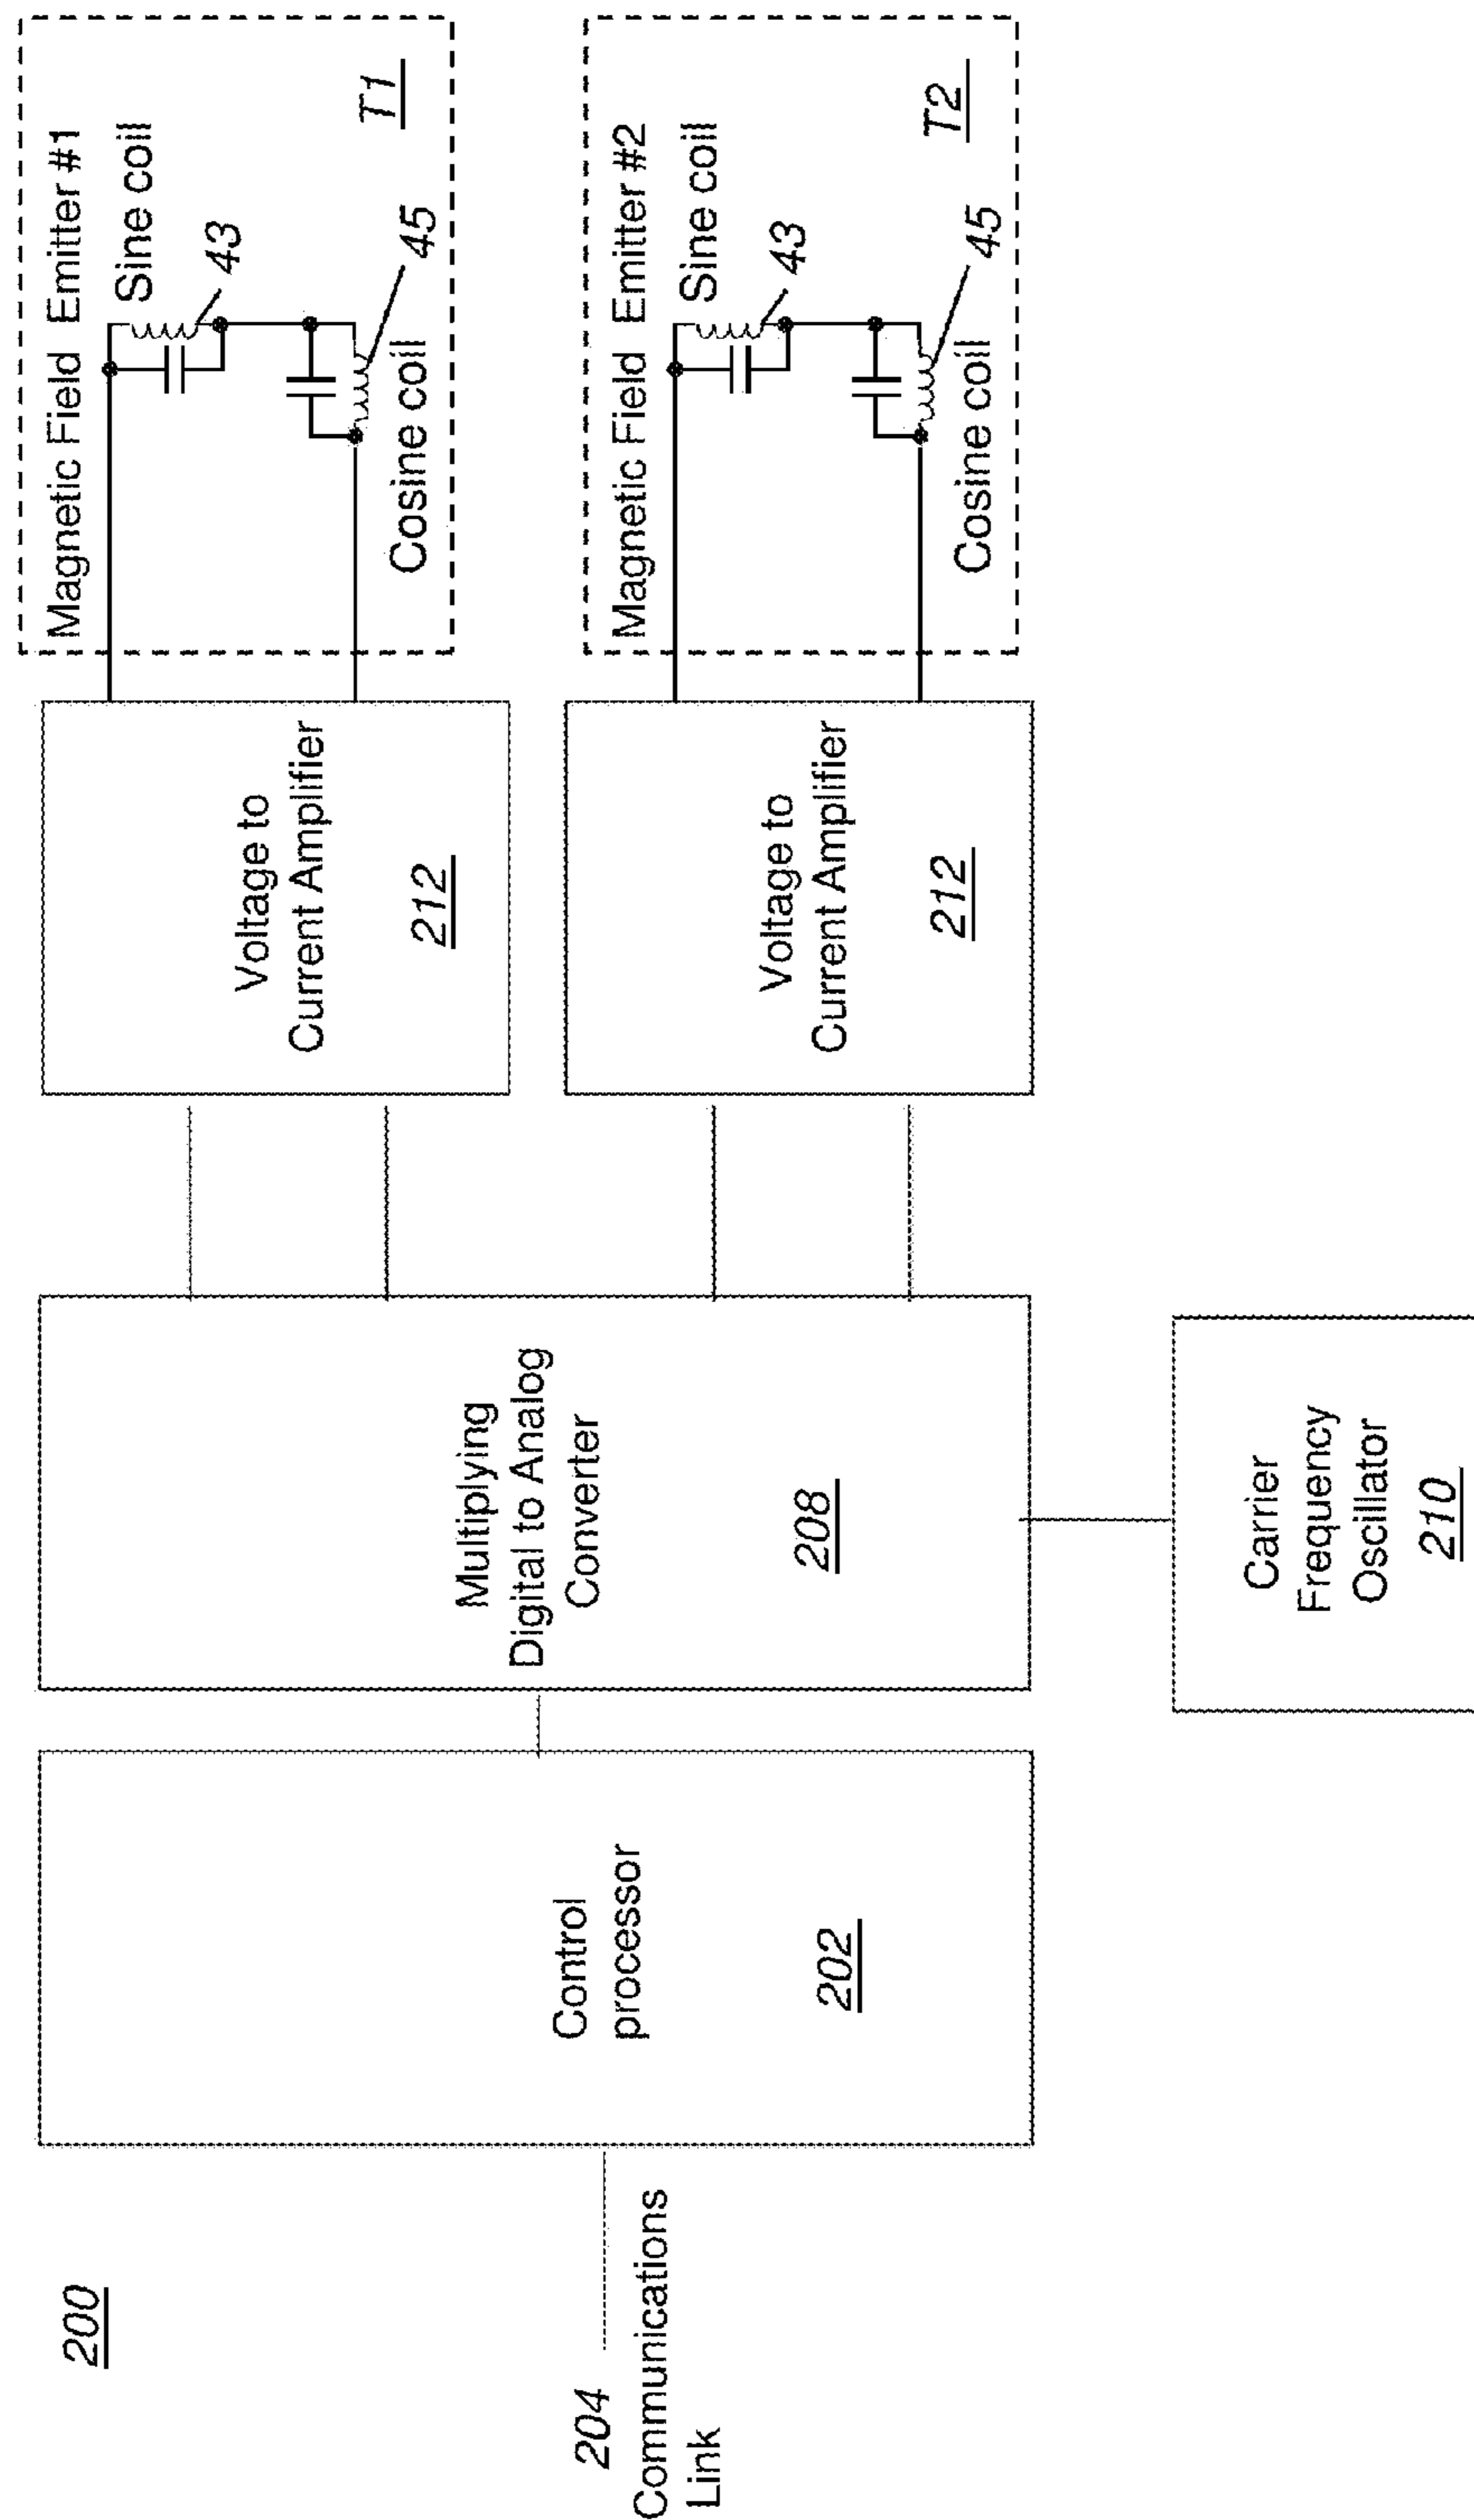 200
204
Communications
Link
Control
processor
202
Multiplying
Digital to Analog
Converter
208
Carrier
Frequency
Oscillator
210
Voltage to
Current Amplifier
212
Voltage to
Current Amplifier
212
Magnetic Field Emitter #1
Sine coil
43
45
Cosine coil
T1
Magnetic Field Emitter #2
Sine coil
43
45
Cosine coil
T2